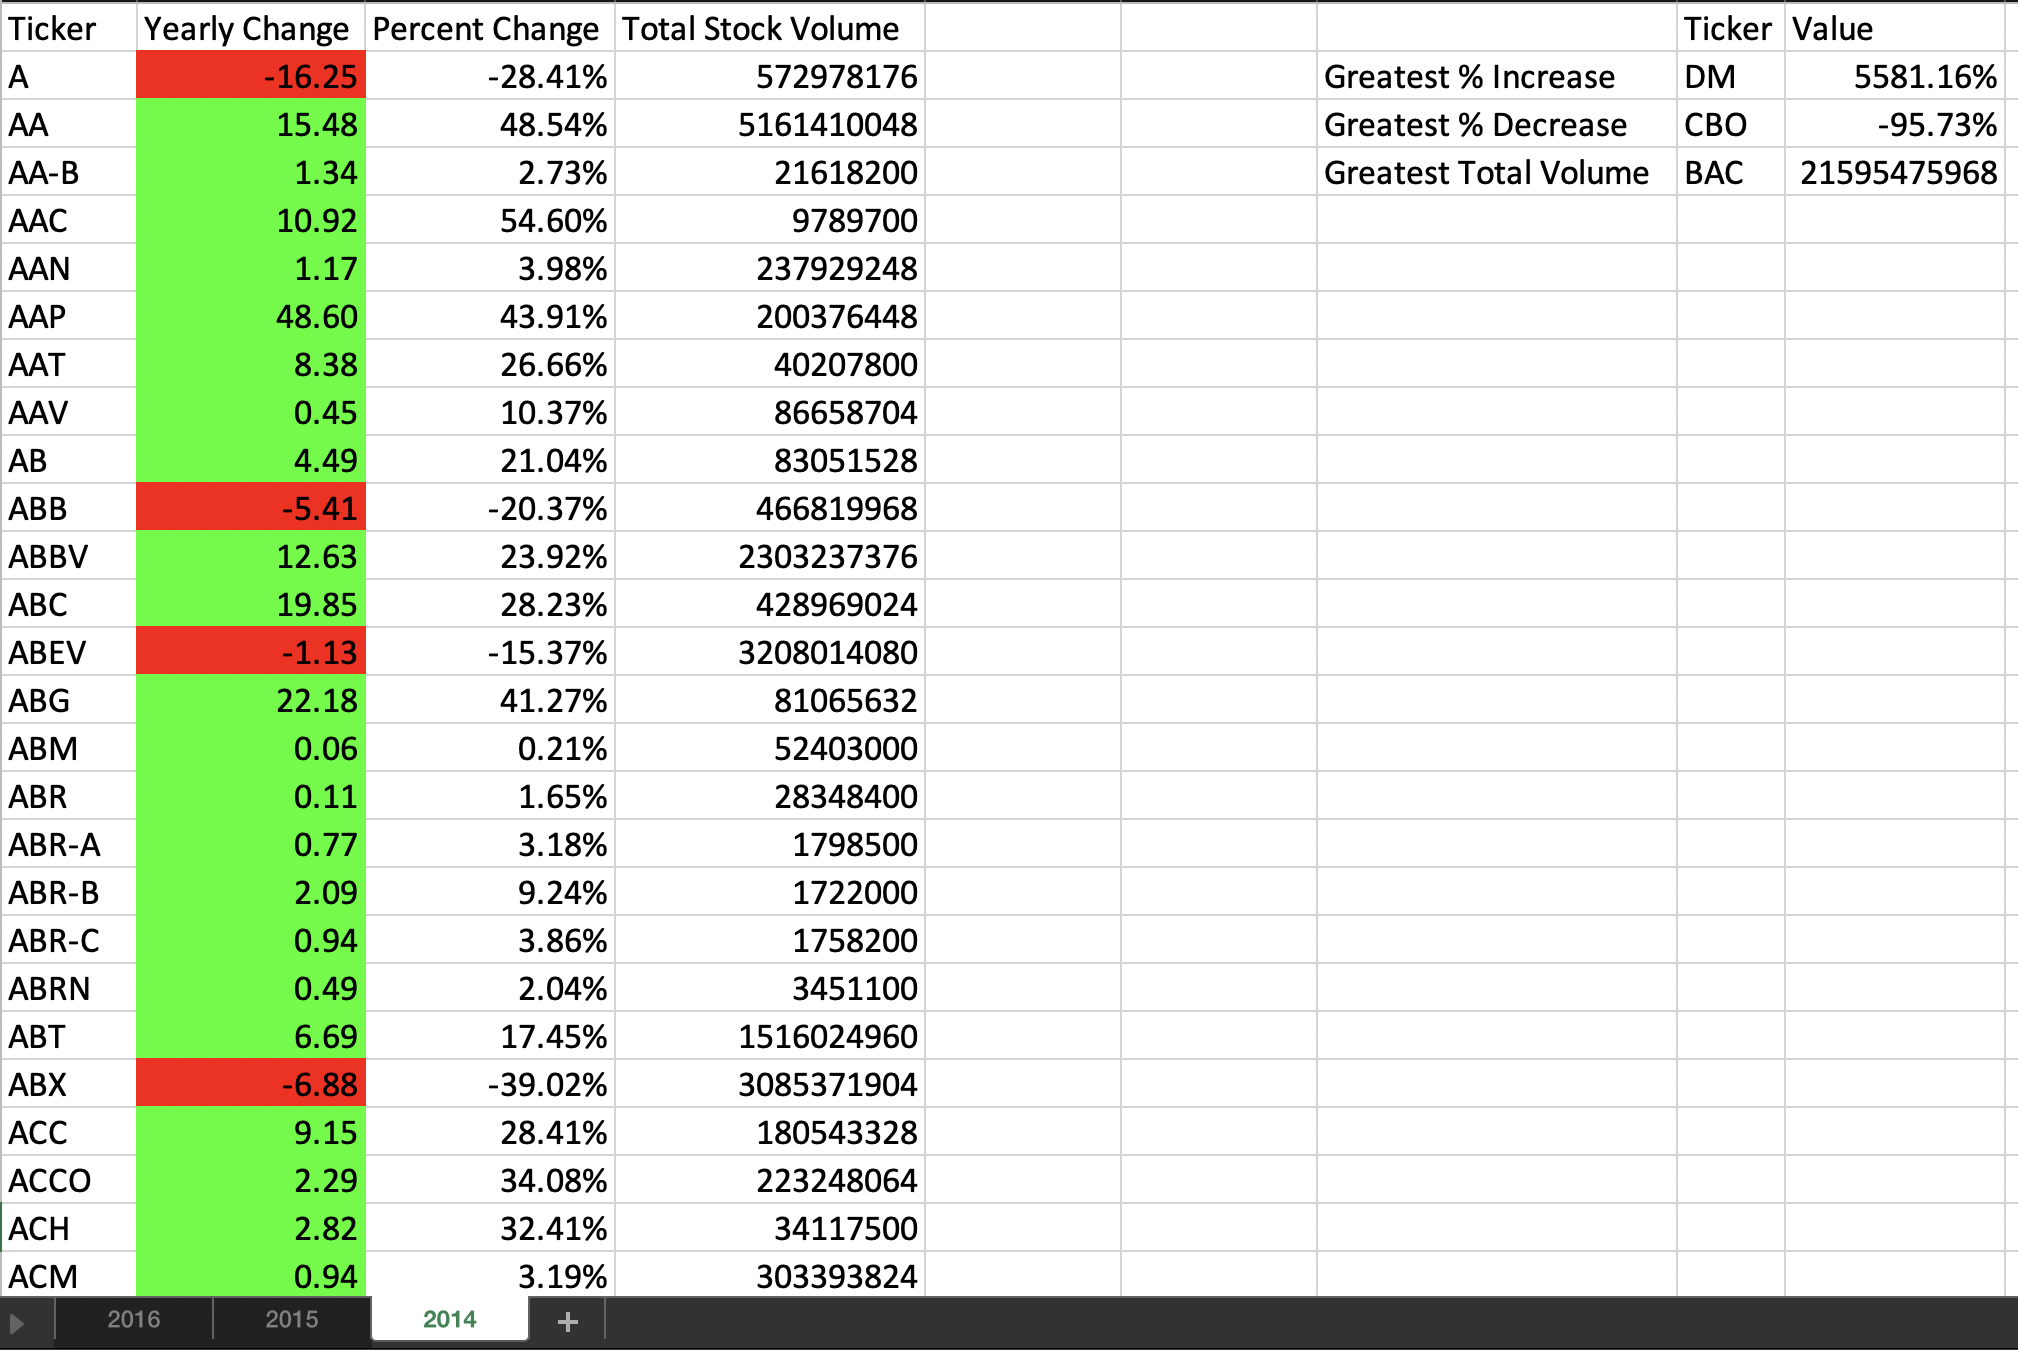 Ticker Yearly Change Percent Change Total Stock Volume Ticker Value
A -16.25 -28.41% 572978176 Greatest % Increase DM 5581.16%
AA 15.48 48.54% 5161410048 Greatest % Decrease CBO -95.73%
AA-B 1.34 2.73% 21618200 Greatest Total Volume BAC 21595475968
AAC 10.92 54.60% 9789700
AAN 1.17 3.98% 237929248
AAP 48.60 43.91% 200376448
AAT 8.38 26.66% 40207800
AAV 0.45 10.37% 86658704
AB 4.49 21.04% 83051528
ABB -5.41 -20.37% 466819968
ABBV 12.63 23.92% 2303237376
ABC 19.85 28.23% 428969024
ABEV -1.13 -15.37% 3208014080
ABG 22.18 41.27% 81065632
ABM 0.06 0.21% 52403000
ABR 0.11 1.65% 28348400
ABR-A 0.77 3.18% 1798500
ABR-B 2.09 9.24% 1722000
ABR-C 0.94 3.86% 1758200
ABRN 0.49 2.04% 3451100
ABT 6.69 17.45% 1516024960
ABX -6.88 -39.02% 3085371904
ACC 9.15 28.41% 180543328
ACCO 2.29 34.08% 223248064
ACH 2.82 32.41% 34117500
ACM 0.94 3.19% 303393824
2016 2015 2014 +